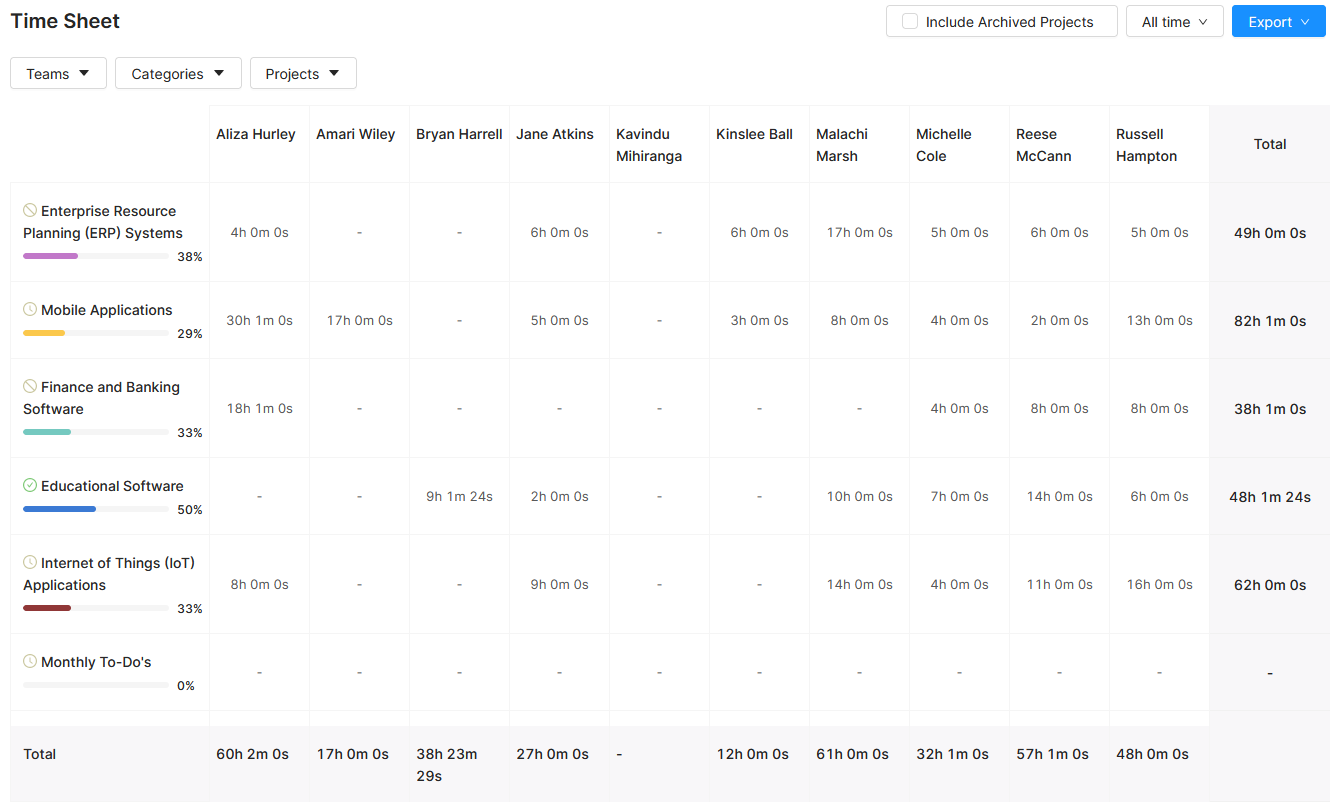 Time Sheet
Include Archived Projects
All time
Export
Teams
Categories
Projects
Aliza Hurley Amari Wiley Bryan Harrell Jane Atkins Kavindu Mihiranga Kinslee Ball Malachi Marsh Michelle Cole Reese McCann Russell Hampton Total
Enterprise Resource
Planning (ERP) Systems
38%
4h 0m 0s - - 6h 0m 0s - 6h 0m 0s 17h 0m 0s 5h 0m 0s 6h 0m 0s 5h 0m 0s 49h 0m 0s
Mobile Applications
29%
30h 1m 0s 17h 0m 0s - 5h 0m 0s - 3h 0m 0s 8h 0m 0s 4h 0m 0s 2h 0m 0s 13h 0m 0s 82h 1m 0s
Finance and Banking
Software
33%
18h 1m 0s - - - - - - 4h 0m 0s 8h 0m 0s 8h 0m 0s 38h 1m 0s
Educational Software
50%
- - 9h 1m 24s 2h 0m 0s - - 10h 0m 0s 7h 0m 0s 14h 0m 0s 6h 0m 0s 48h 1m 24s
Internet of Things (IoT)
Applications
33%
8h 0m 0s - - 9h 0m 0s - - 14h 0m 0s 4h 0m 0s 11h 0m 0s 16h 0m 0s 62h 0m 0s
Monthly To-Do's
0%
- - - - - - - - - - -
Total 60h 2m 0s 17h 0m 0s 38h 23m 29s 27h 0m 0s - 12h 0m 0s 61h 0m 0s 32h 1m 0s 57h 1m 0s 48h 0m 0s